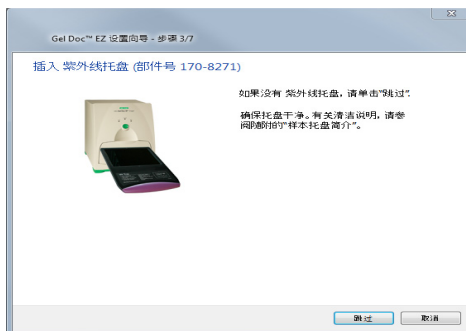 Gel Doc™ EZ 设置向导 - 步骤 3/7
插入 紫外线托盘 (部件号 170-8271)
如果没有 紫外线托盘, 请单击"跳过".
确保托盘干净。有关清洁说明, 请参
阅随附的"样本托盘简介"。
跳过 取消